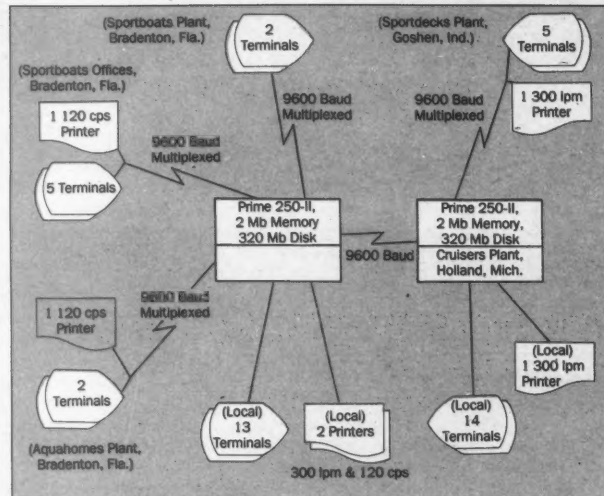 (Sportboats Plant,
Bradenton, Fla.)
2
Terminals
(Sportdecks Plant,
Goshen, Ind.)
5
Terminals
1 300 lpm
Printer
(Sportboats Offices,
Bradenton, Fla.)
1 120 cps
Printer
5 Terminals
9600 Baud
Multiplexed
9600 Baud
Multiplexed
9600 Baud
Multiplexed
Prime 250-II,
2 Mb Memory
320 Mb Disk
9600 Baud
Prime 250-II,
2 Mb Memory,
320 Mb Disk
Cruisers Plant,
Holland, Mich.
9600 Baud
Multiplexed
1 120 cps
Printer
2
Terminals
(Aquahomes Plant,
Bradenton, Fla.)
(Local)
13
Terminals
(Local)
2 Printers
300 lpm & 120 cps
(Local)
14
Terminals
(Local)
1 300 lpm
Printer